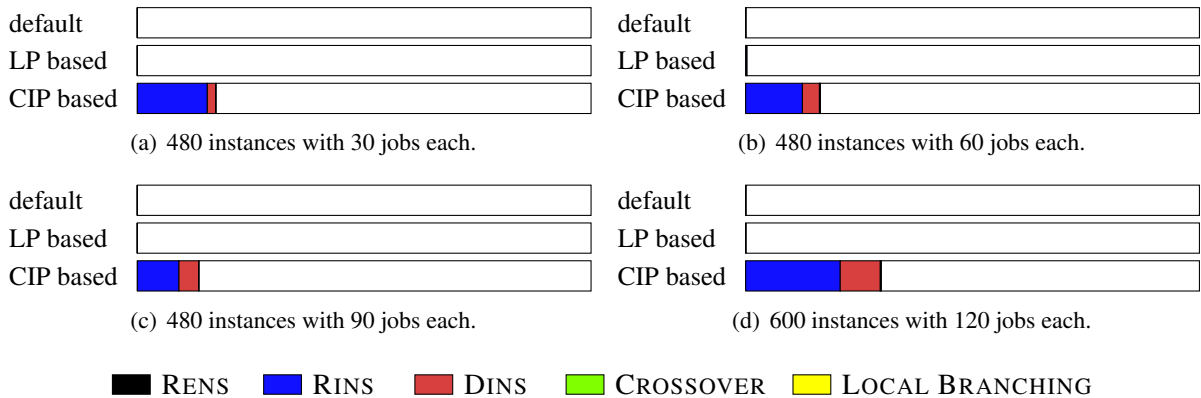 default
LP based
CIP based
(a) 480 instances with 30 jobs each.
default
LP based
CIP based
(b) 480 instances with 60 jobs each.
default
LP based
CIP based
(c) 480 instances with 90 jobs each.
default
LP based
CIP based
(d) 600 instances with 120 jobs each.
RENS RINS DINS CROSSOVER LOCAL BRANCHING